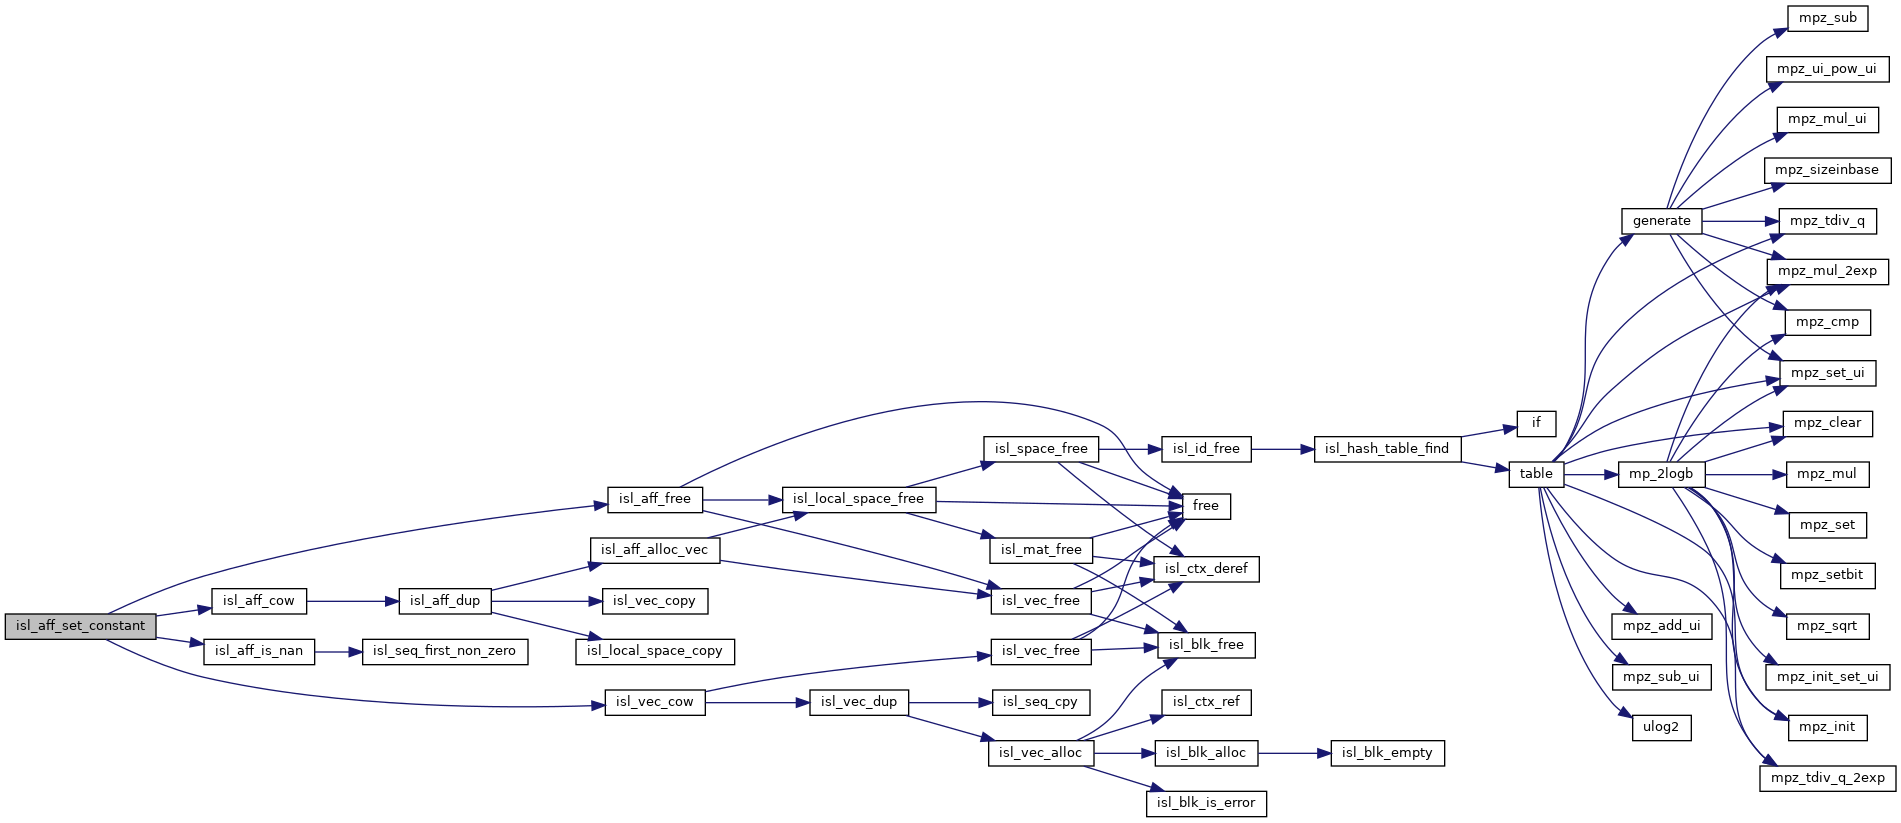 mpz_sub
mpz_ui_pow_ui
mpz_mul_ui
mpz_sizeinbase
generate
mpz_tdiv_q
mpz_mul_2exp
mpz_cmp
mpz_set_ui
if
mpz_clear
isl_space_free
isl_id_free
isl_hash_table_find
table
mp_2logb
mpz_mul
isl_aff_free
isl_local_space_free
free
mpz_set
isl_aff_alloc_vec
isl_mat_free
isl_ctx_deref
mpz_setbit
isl_aff_cow
isl_aff_dup
isl_vec_copy
isl_vec_free
isl_aff_set_constant
mpz_add_ui
mpz_sqrt
isl_aff_is_nan
isl_seq_first_non_zero
isl_local_space_copy
isl_vec_free
isl_blk_free
mpz_sub_ui
mpz_init_set_ui
isl_vec_cow
isl_vec_dup
isl_seq_cpy
isl_ctx_ref
ulog2
mpz_init
isl_vec_alloc
isl_blk_alloc
isl_blk_empty
mpz_tdiv_q_2exp
isl_blk_is_error